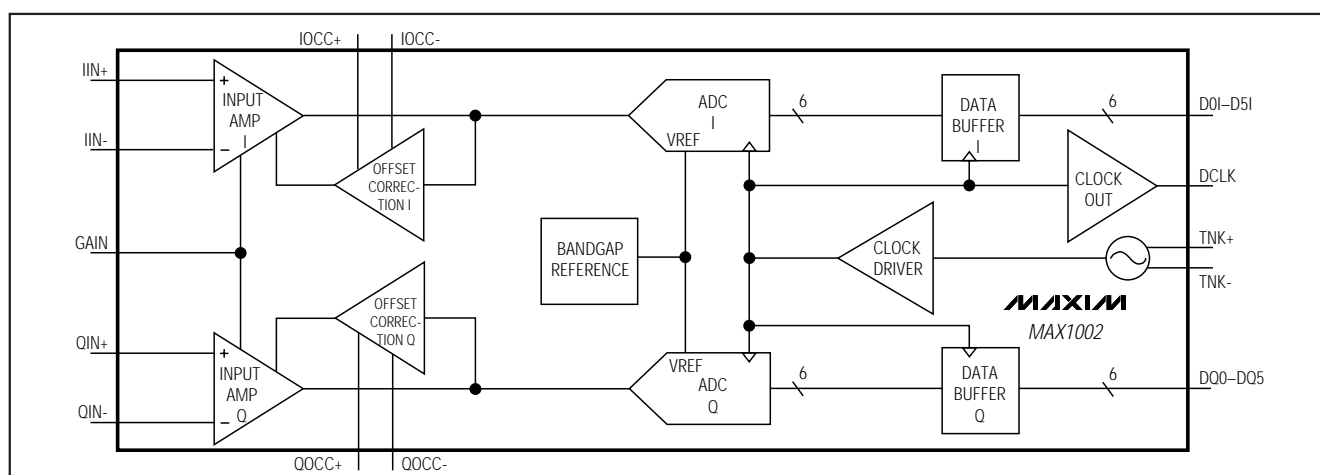 IOCC+ IOCC-
IIN+
+
INPUT
AMP
I
IIN-
−
OFFSET
CORREC-
TION I
ADC
I
VREF
6
DATA
BUFFER
I
6
D0I–D5I
CLOCK
OUT
DCLK
GAIN
BANDGAP
REFERENCE
CLOCK
DRIVER
TNK+
TNK-
MAXIM
MAX1002
OFFSET
CORREC-
TION Q
QIN+
+
INPUT
AMP
Q
QIN-
−
VREF
ADC
Q
6
DATA
BUFFER
Q
6
DQ0–DQ5
QOCC+ QOCC-